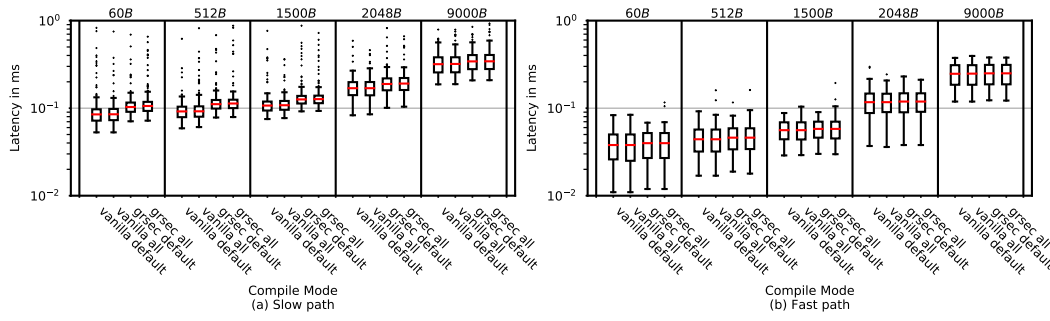 60B 512B 1500B 2048B 9000B
10⁰
10⁻¹
10⁻²
Latency in ms
vanilla default vanilla all grsec default grsec all vanilla default vanilla all grsec default grsec all vanilla default vanilla all grsec default grsec all vanilla default vanilla all grsec default grsec all vanilla default vanilla all grsec default grsec all
Compile Mode
(a) Slow path
60B 512B 1500B 2048B 9000B
10⁰
10⁻¹
10⁻²
Latency in ms
vanilla default vanilla all grsec default grsec all vanilla default vanilla all grsec default grsec all vanilla default vanilla all grsec default grsec all vanilla default vanilla all grsec default grsec all vanilla default vanilla all grsec default grsec all
Compile Mode
(b) Fast path